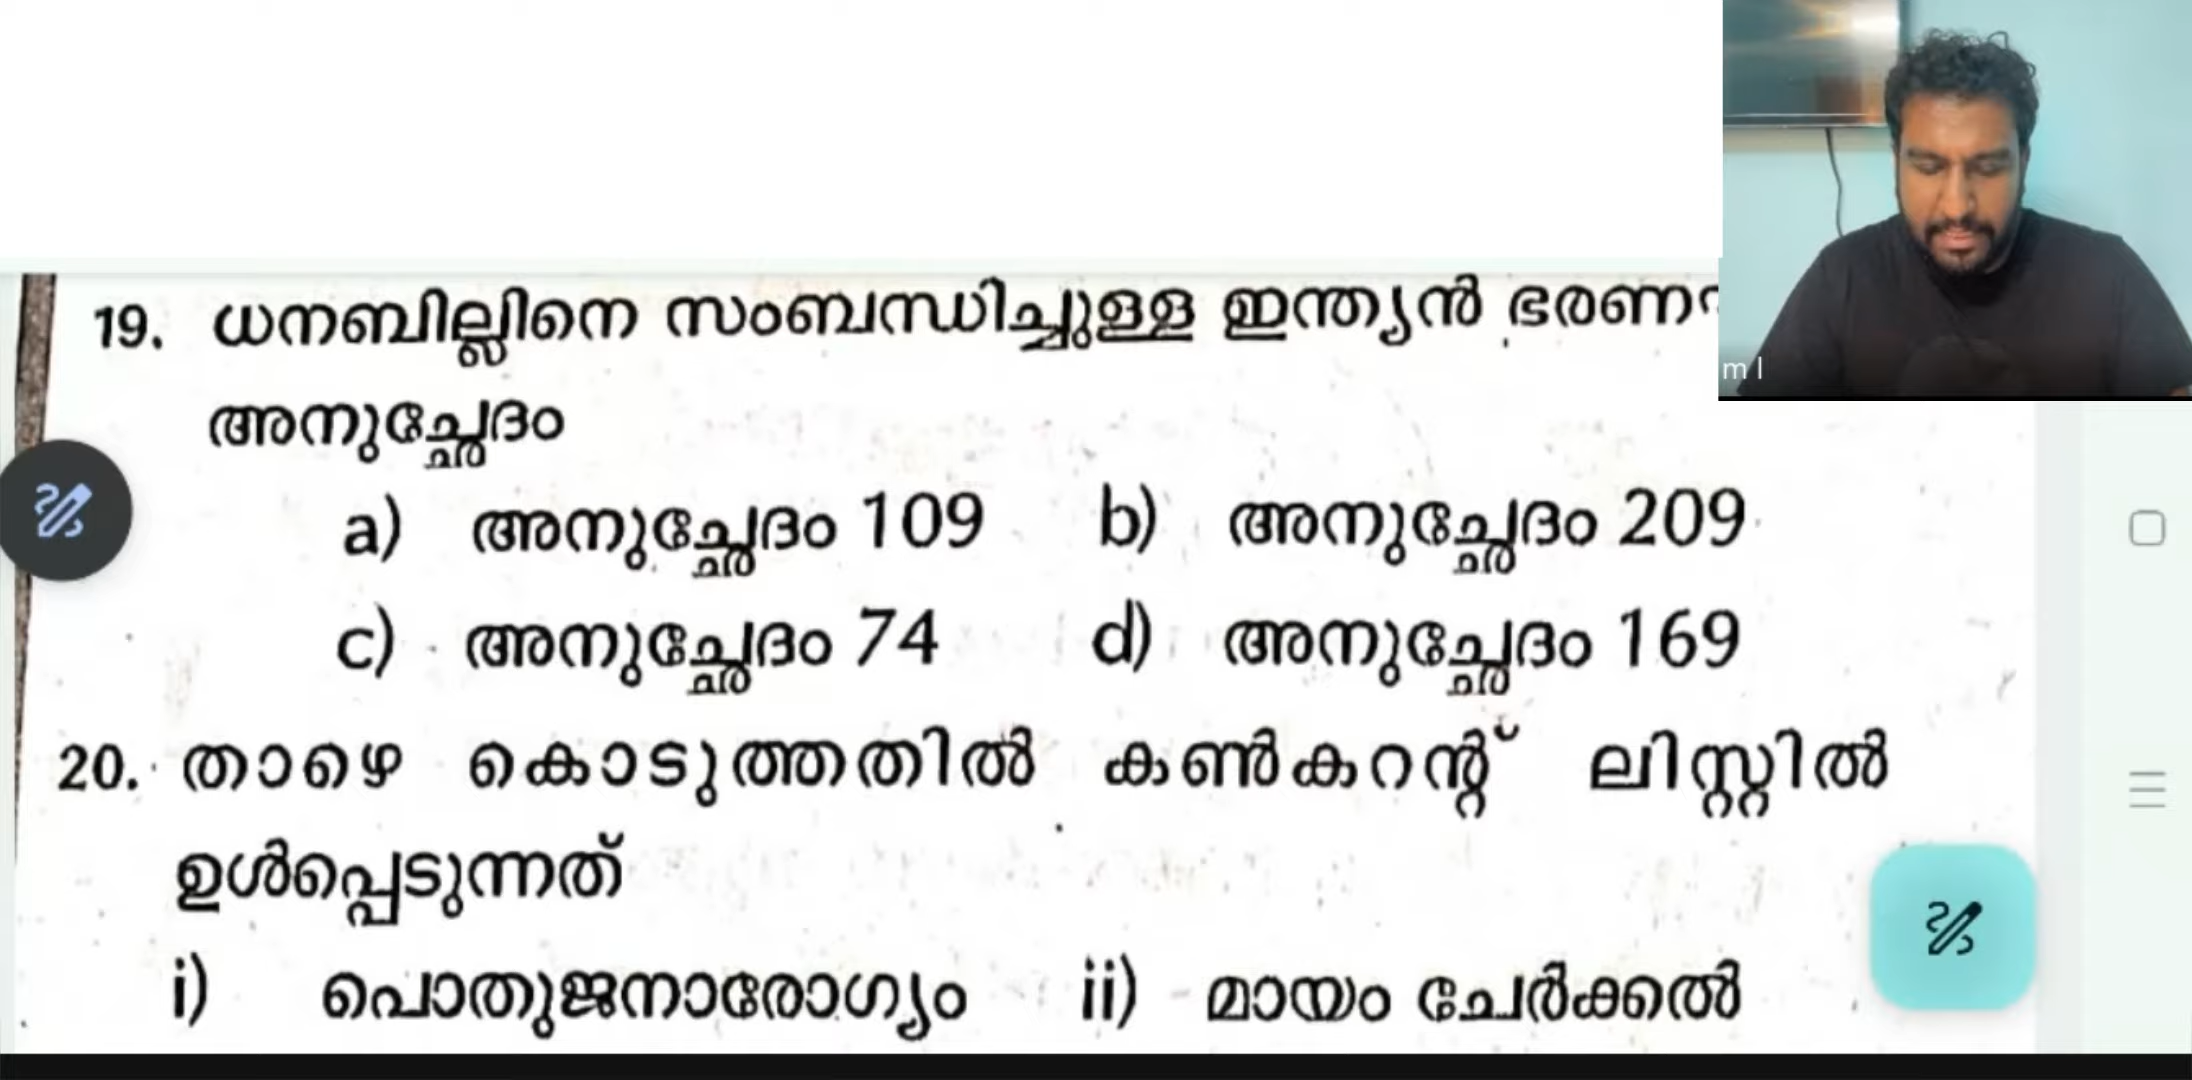 19. ധനബില്ലിനെ സംബന്ധിച്ചുള്ള ഇന്ത്യൻ
അനുച്ഛേദം
a) അനുച്ഛേദം 109 b) അനുച്ഛേദം 209
c) അനുച്ഛേദം 74 d) അനുച്ഛേദം 169
20. താഴെ കൊടുത്തതിൽ കൺകറന്റ് ലിസ്റ്റിൽ
ഉൾപ്പെടുന്നത്
i) പൊതുജനാരോഗ്യം ii) മായം ചേർക്കൽ
m l